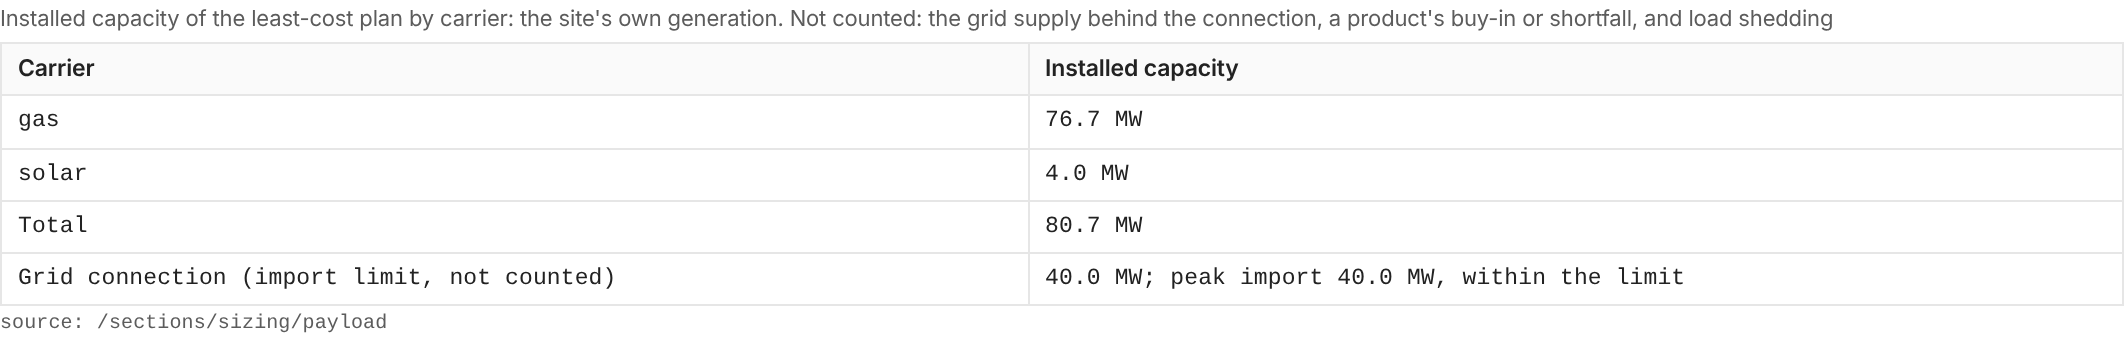 Installed capacity of the least-cost plan by carrier: the site's own generation. Not counted: the grid supply behind the connection, a product's buy-in or shortfall, and load shedding
Carrier Installed capacity
gas 76.7 MW
solar 4.0 MW
Total 80.7 MW
Grid connection (import limit, not counted) 40.0 MW; peak import 40.0 MW, within the limit
source: /sections/sizing/payload